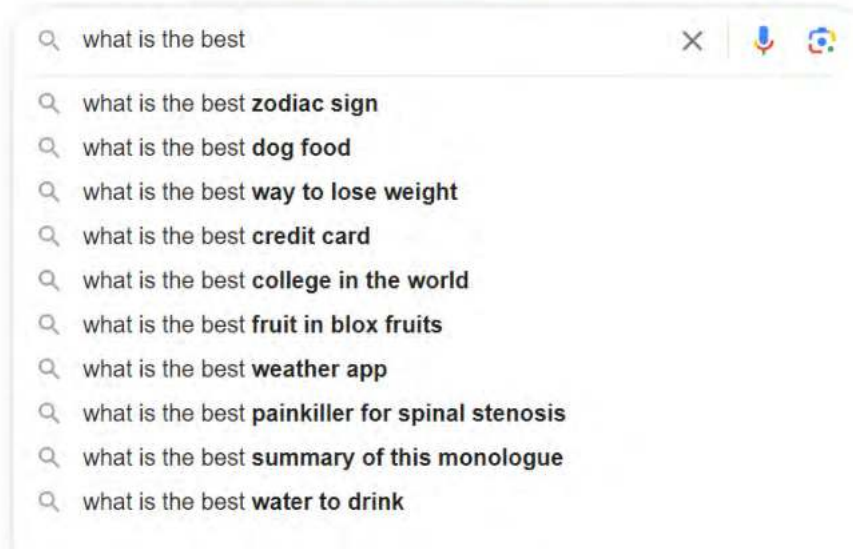 what is the best
what is the best zodiac sign
what is the best dog food
what is the best way to lose weight
what is the best credit card
what is the best college in the world
what is the best fruit in blox fruits
what is the best weather app
what is the best painkiller for spinal stenosis
what is the best summary of this monologue
what is the best water to drink